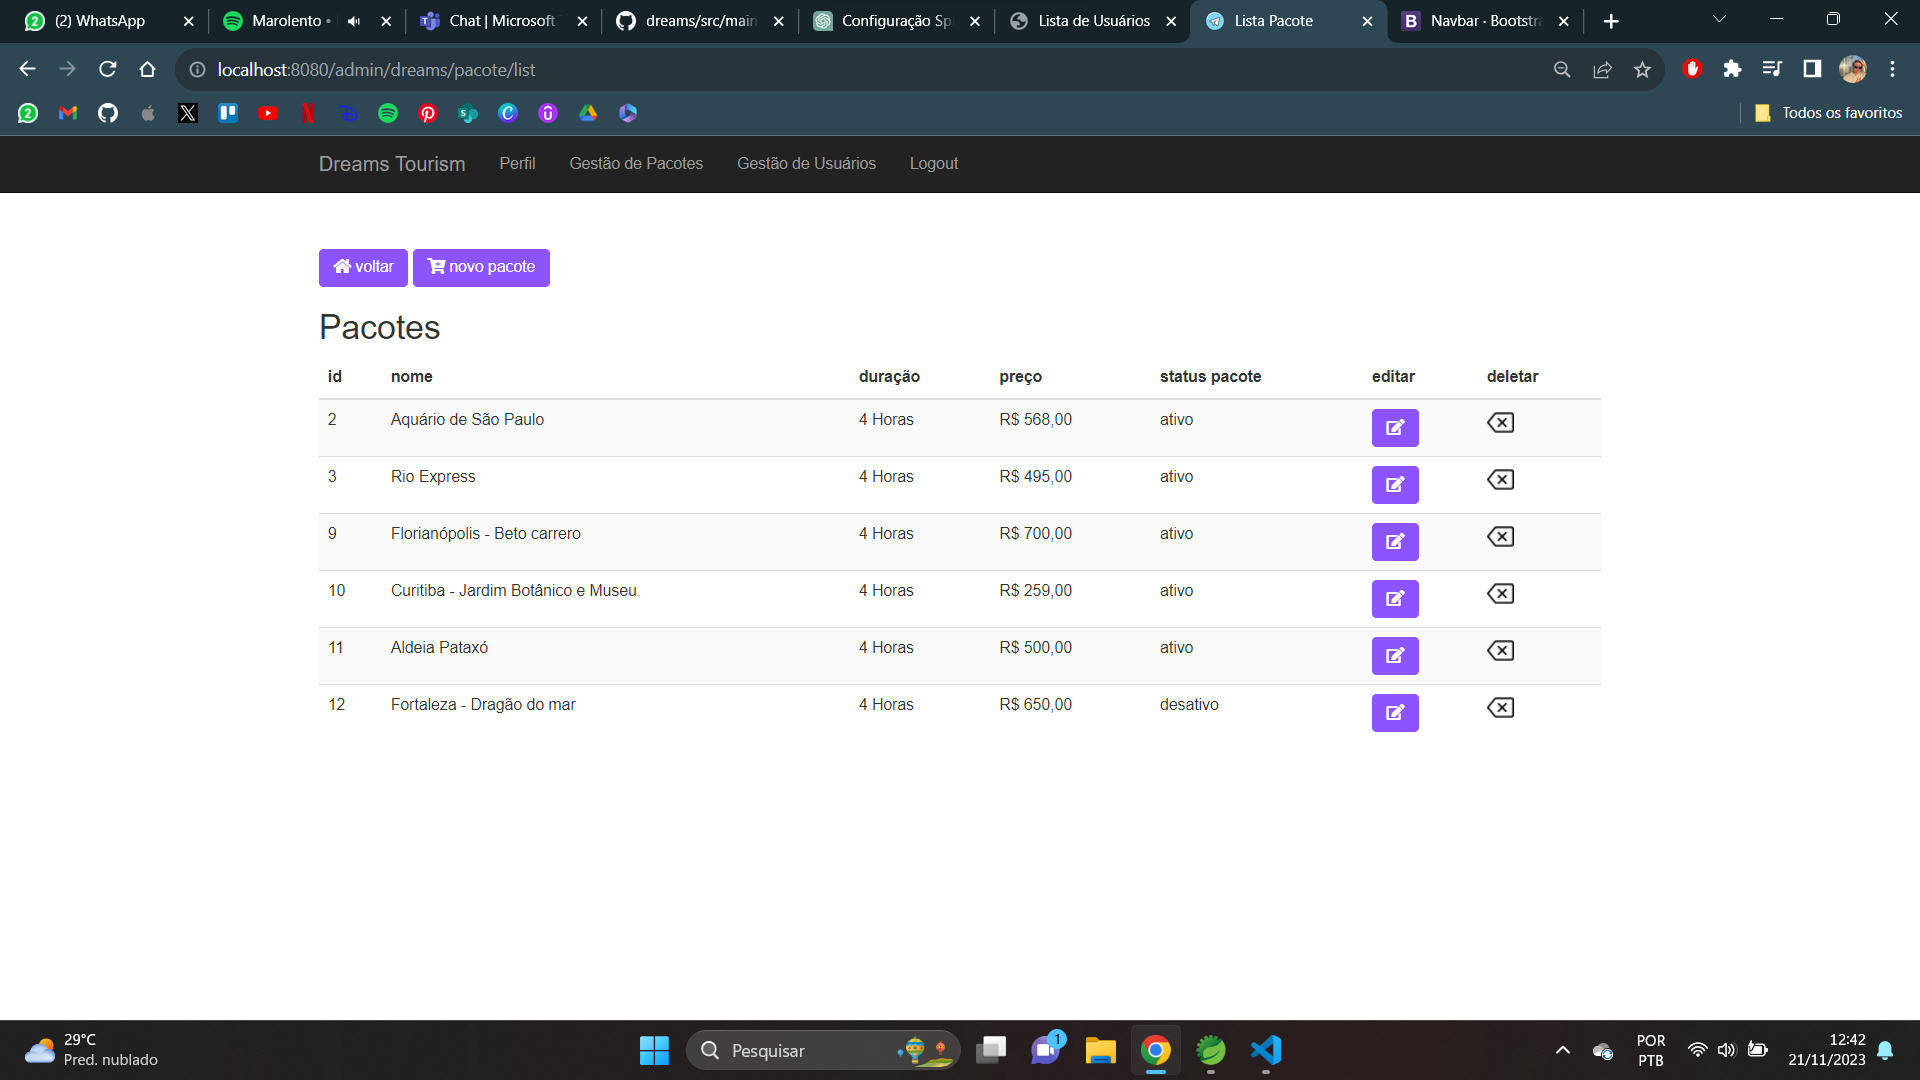 (2) WhatsApp
Marolento •
Chat | Microsoft
dreams/src/main
Configuração Sp
Lista de Usuários
Lista Pacote
Navbar · Bootstra
localhost:8080/admin/dreams/pacote/list
Todos os favoritos
Dreams Tourism Perfil Gestão de Pacotes Gestão de Usuários Logout
voltar novo pacote
Pacotes
id nome duração preço status pacote editar deletar
2 Aquário de São Paulo 4 Horas R$ 568,00 ativo
3 Rio Express 4 Horas R$ 495,00 ativo
9 Florianópolis - Beto carrero 4 Horas R$ 700,00 ativo
10 Curitiba - Jardim Botânico e Museu 4 Horas R$ 259,00 ativo
11 Aldeia Pataxó 4 Horas R$ 500,00 ativo
12 Fortaleza - Dragão do mar 4 Horas R$ 650,00 desativo
29°C
Pred. nublado
Pesquisar
1
POR
PTB
12:42
21/11/2023